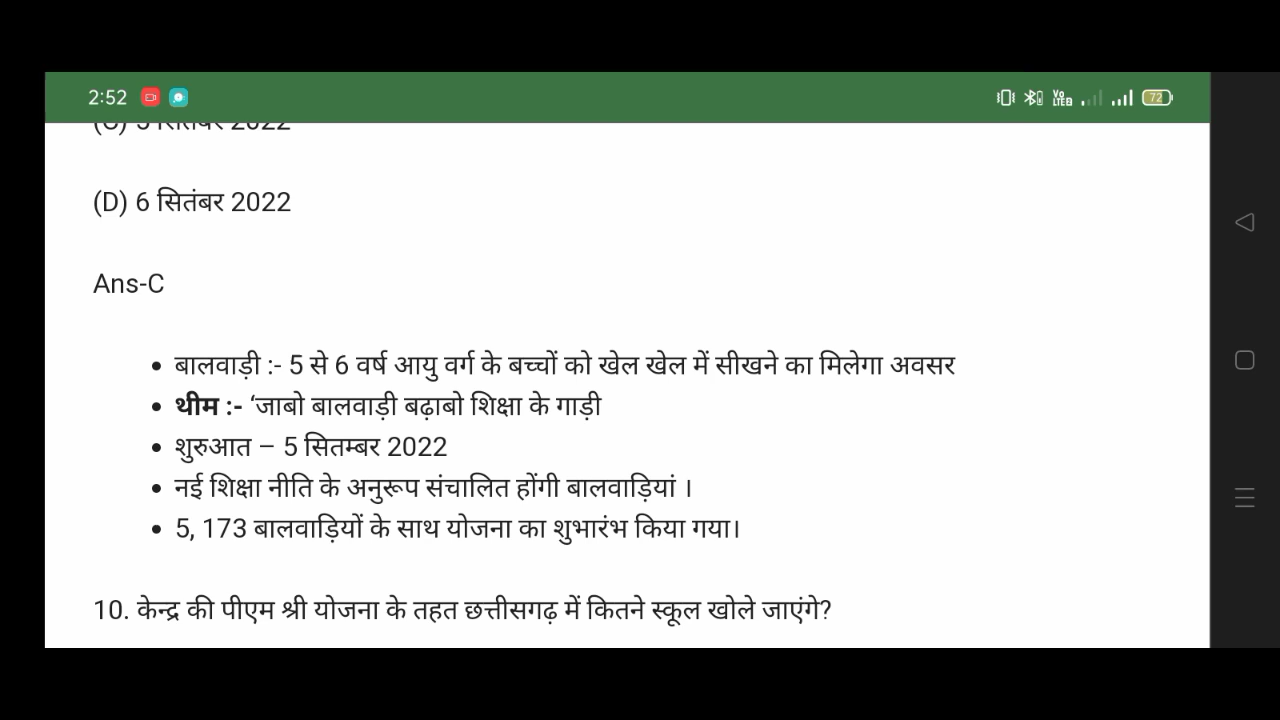 2:52
72
(D) 6 सितंबर 2022
Ans-C
• बालवाड़ी :- 5 से 6 वर्ष आयु वर्ग के बच्चों को खेल खेल में सीखने का मिलेगा अवसर
• थीम :- ‘जाबो बालवाड़ी बढ़ाबो शिक्षा के गाड़ी
• शुरुआत – 5 सितम्बर 2022
• नई शिक्षा नीति के अनुरूप संचालित होंगी बालवाड़ियां ।
• 5, 173 बालवाड़ियों के साथ योजना का शुभारंभ किया गया।
10. केन्द्र की पीएम श्री योजना के तहत छत्तीसगढ़ में कितने स्कूल खोले जाएंगे?